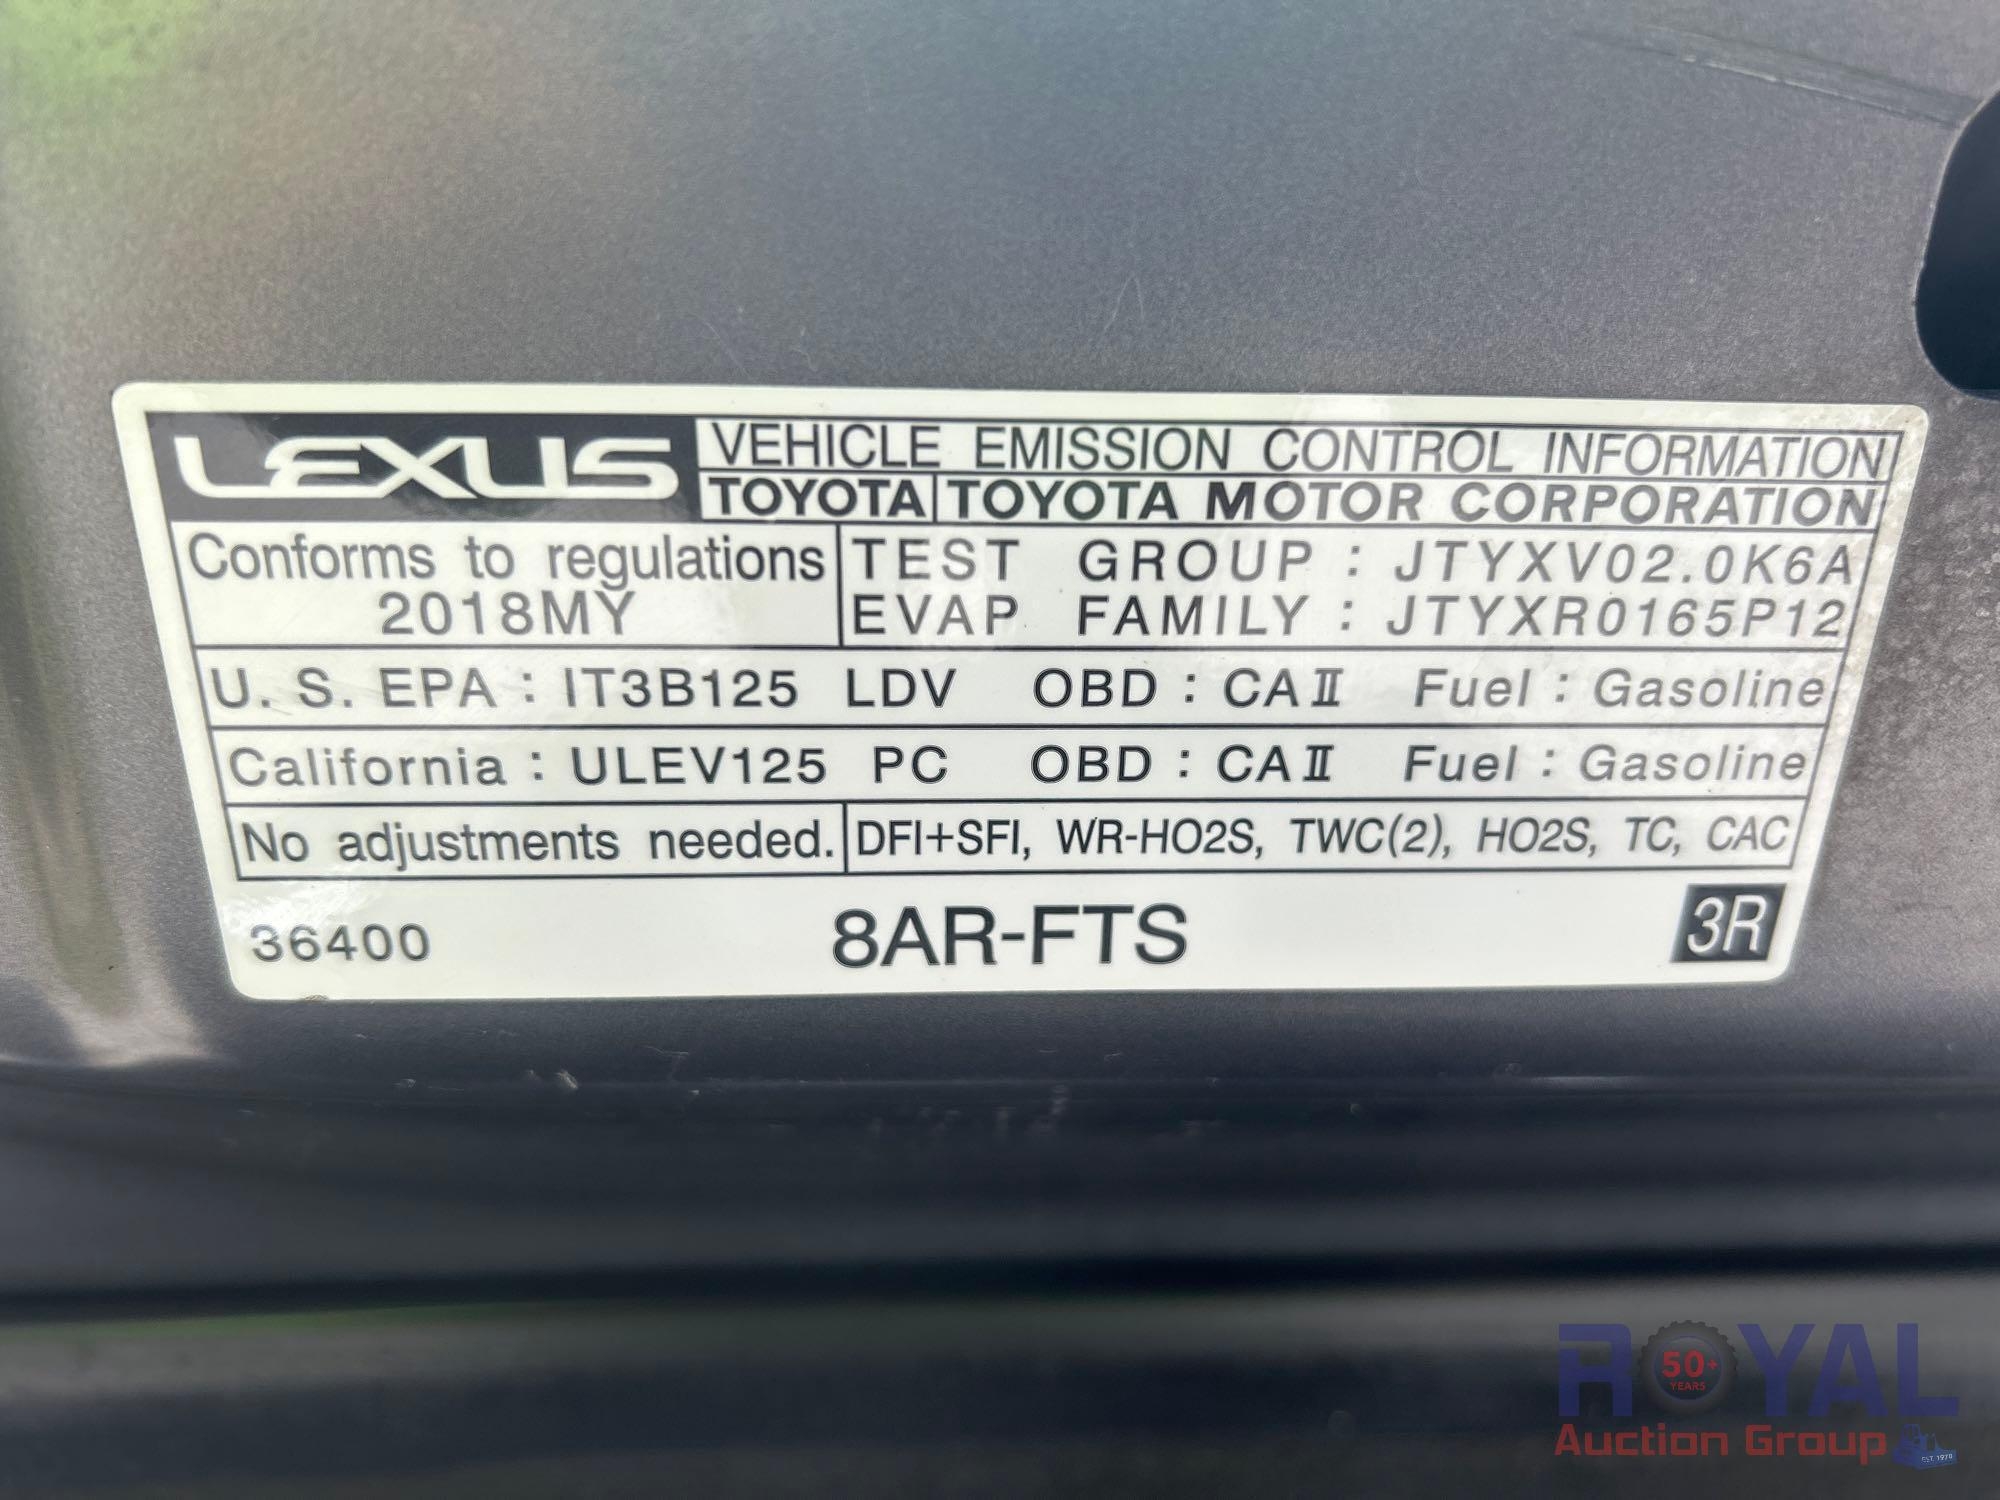 LEXUS
VEHICLE EMISSION CONTROL INFORMATION
TOYOTA TOYOTA MOTOR CORPORATION
Conforms to regulations
2018MY
TEST GROUP : JTYXV02.0K6A
EVAP FAMILY : JTYXR0165P12
U. S. EPA : IT3B125 LDV OBD : CAⅡ Fuel : Gasoline
California : ULEV125 PC OBD : CAⅡ Fuel : Gasoline
No adjustments needed. DFI+SFI, WR-HO2S, TWC(2), HO2S, TC, CAC
36400 8AR-FTS 3R
ROYAL
50+
YEARS
Auction Group
EST. 1970